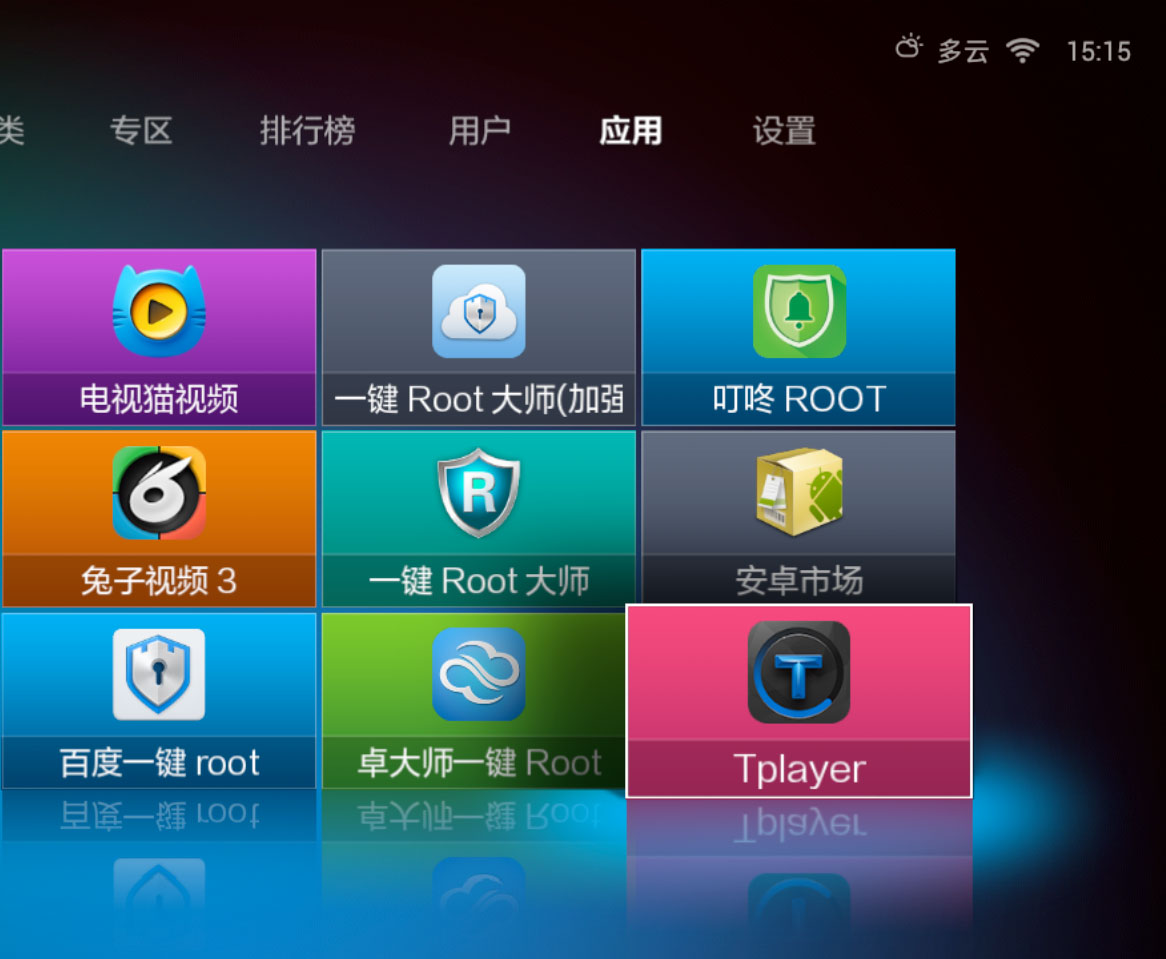 多云 15:15
类 专区 排行榜 用户 应用 设置
电视猫视频 一键 Root 大师(加强 叮咚 ROOT
兔子视频 3 一键 Root 大师 安卓市场
百度一键 root 卓大师一键 Root Tplayer